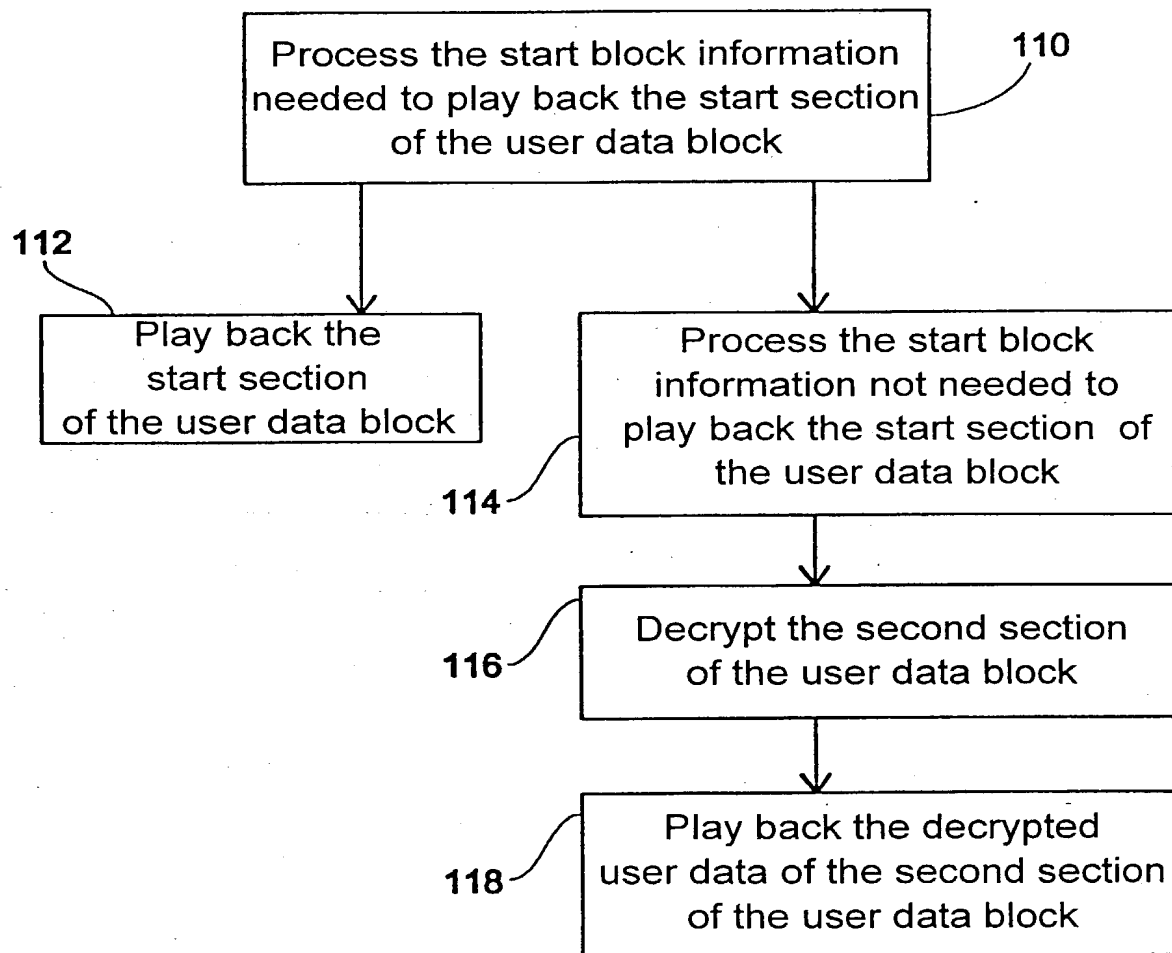 Process the start block information
needed to play back the start section
of the user data block
110
112
Play back the
start section
of the user data block
Process the start block
information not needed to
play back the start section of
the user data block
114
Decrypt the second section
of the user data block
116
Play back the decrypted
user data of the second section
of the user data block
118